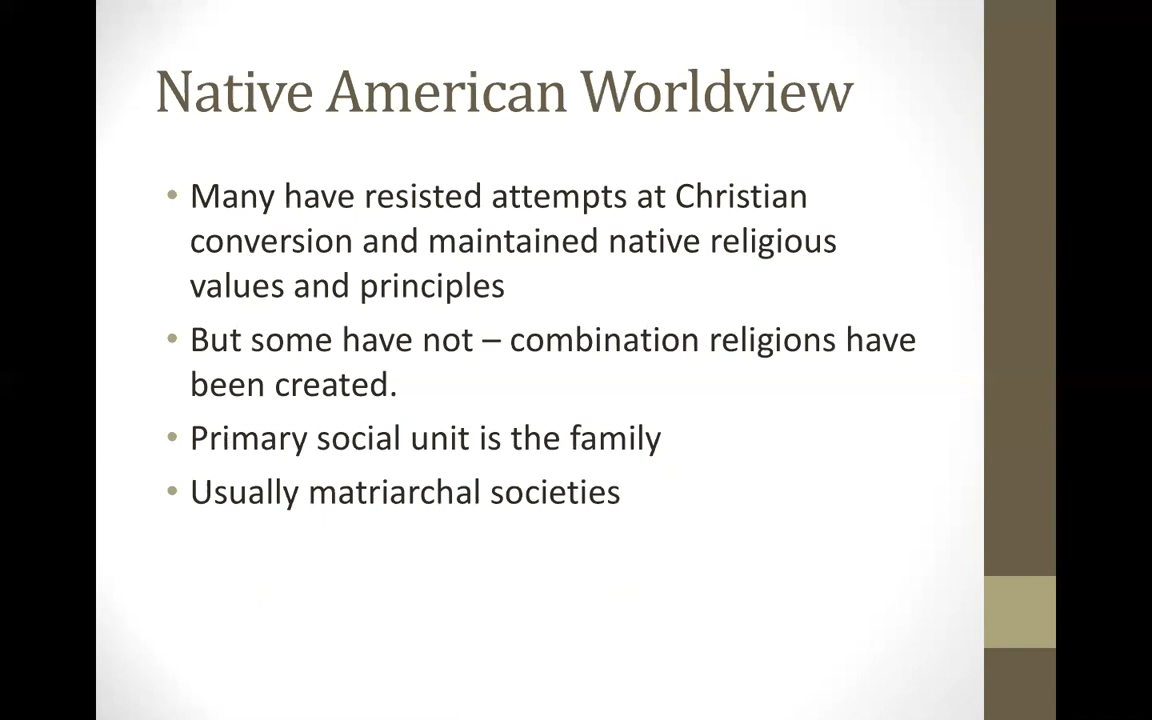 Native American Worldview
• Many have resisted attempts at Christian
conversion and maintained native religious
values and principles
• But some have not – combination religions have
been created.
• Primary social unit is the family
• Usually matriarchal societies